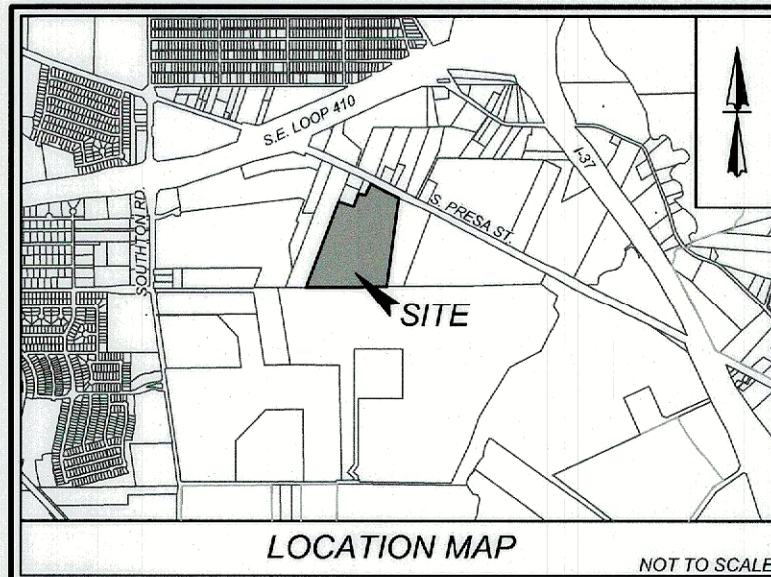 S.E. LOOP 410
I-37
S. PRESA ST.
SOUTHTON RD
SITE
LOCATION MAP
NOT TO SCALE